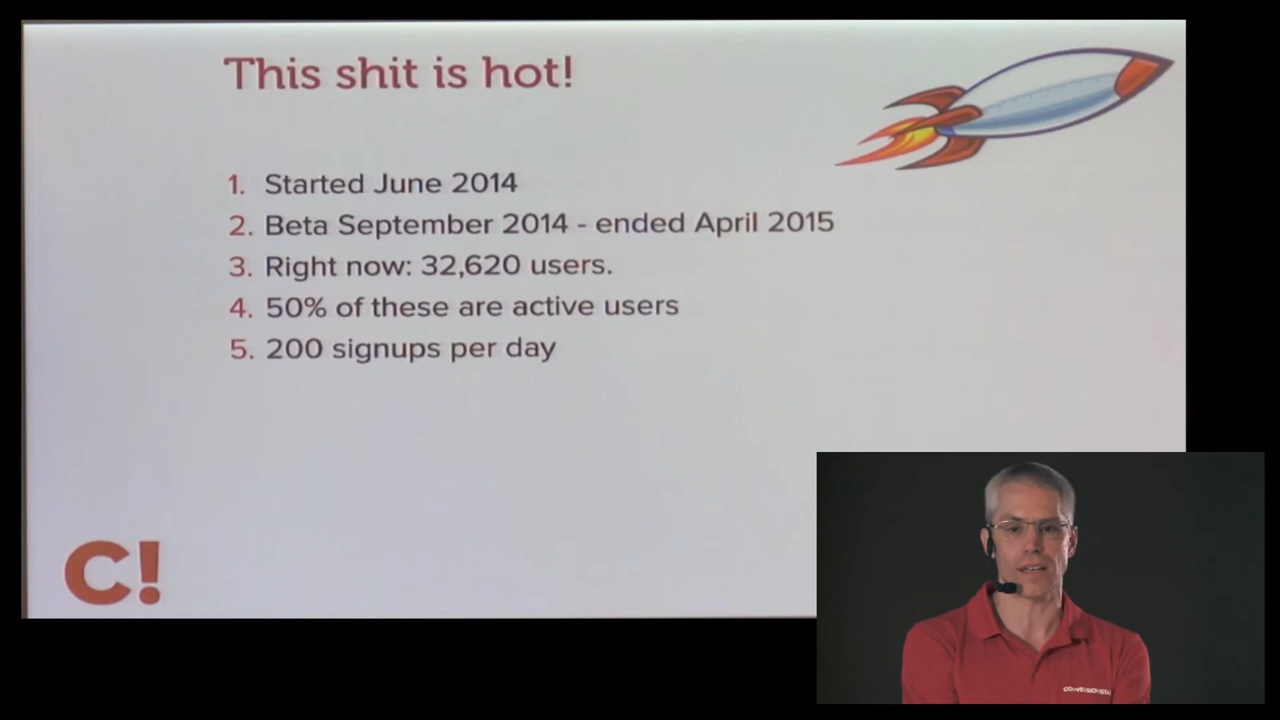 This shit is hot!
1. Started June 2014
2. Beta September 2014 - ended April 2015
3. Right now: 32,620 users.
4. 50% of these are active users
5. 200 signups per day
C!